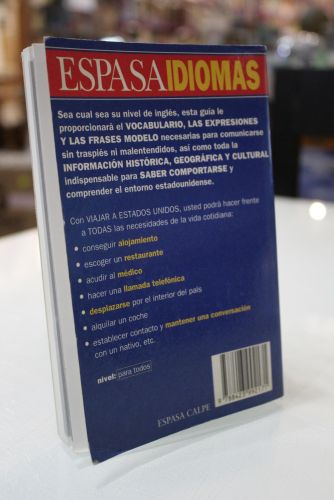 ESPASAIDIOMAS
Sea cual sea su nivel de inglés, esta guía le
proporcionará el VOCABULARIO, LAS EXPRESIONES
Y LAS FRASES MODELO necesarias para comunicarse
sin traspiés ni malentendidos, así como toda la
INFORMACIÓN HISTÓRICA, GEOGRÁFICA Y CULTURAL
indispensable para SABER COMPORTARSE y
comprender el entorno estadounidense.
Con VIAJAR A ESTADOS UNIDOS, usted podrá hacer frente
a TODAS las necesidades de la vida cotidiana:
• conseguir alojamiento
• escoger un restaurante
• acudir al médico
• hacer una llamada telefónica
• desplazarse por el interior del país
• alquilar un coche
• establecer contacto y mantener una conversación
con un nativo, etc.
nivel: para todos
ESPASA CALPE